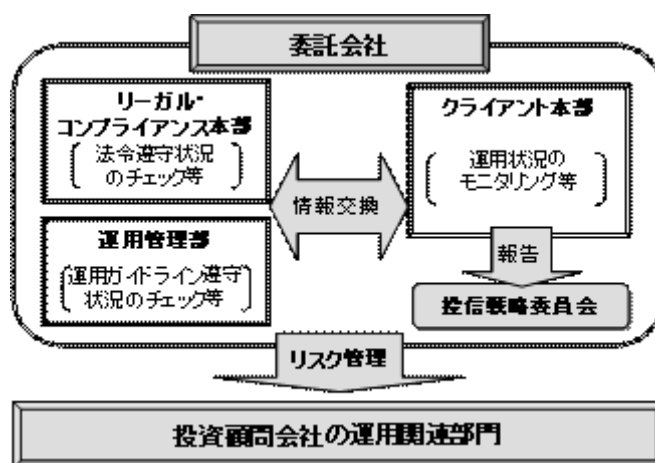 委託会社
リーガル・
コンプライアンス本部
法令遵守状況
のチェック等
運用管理部
運用ガイドライン遵守
状況のチェック等
情報交換
クライアント本部
運用状況の
モニタリング等
報告
投信戦略委員会
リスク管理
投資顧問会社の運用関連部門